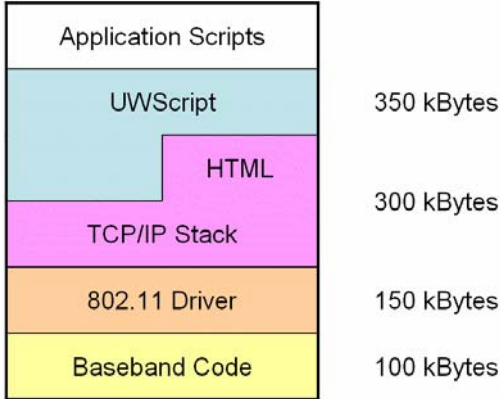 Application Scripts
UWScript
350 kBytes
HTML
300 kBytes
TCP/IP Stack
802.11 Driver
150 kBytes
Baseband Code
100 kBytes